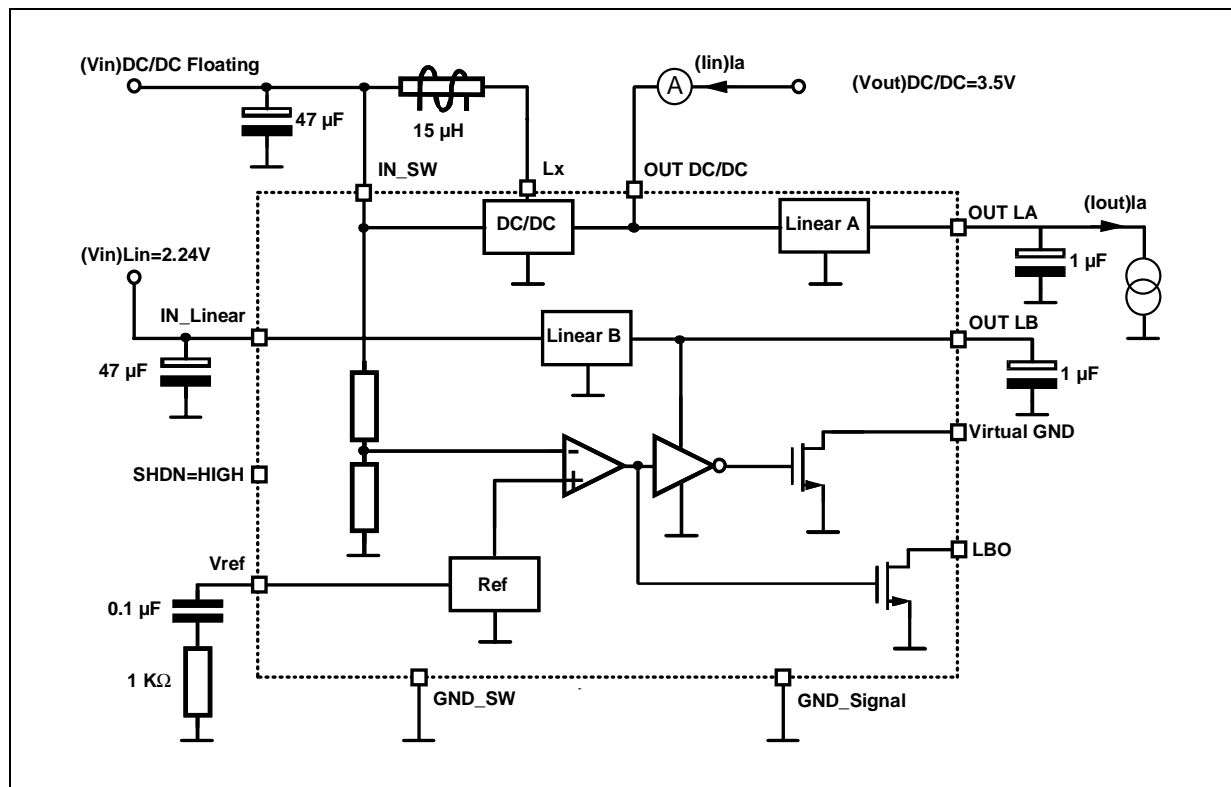 (Vin)DC/DC Floating
(Iin)Ia
A
(Vout)DC/DC=3.5V
47 µF
15 µH
IN_SW
Lx
OUT DC/DC
OUT LA
(Iout)Ia
DC/DC
Linear A
1 µF
(Vin)Lin=2.24V
IN_Linear
Linear B
OUT LB
47 µF
1 µF
Virtual GND
-
+
SHDN=HIGH
LBO
Vref
Ref
0.1 µF
1 KΩ
GND_SW
GND_Signal